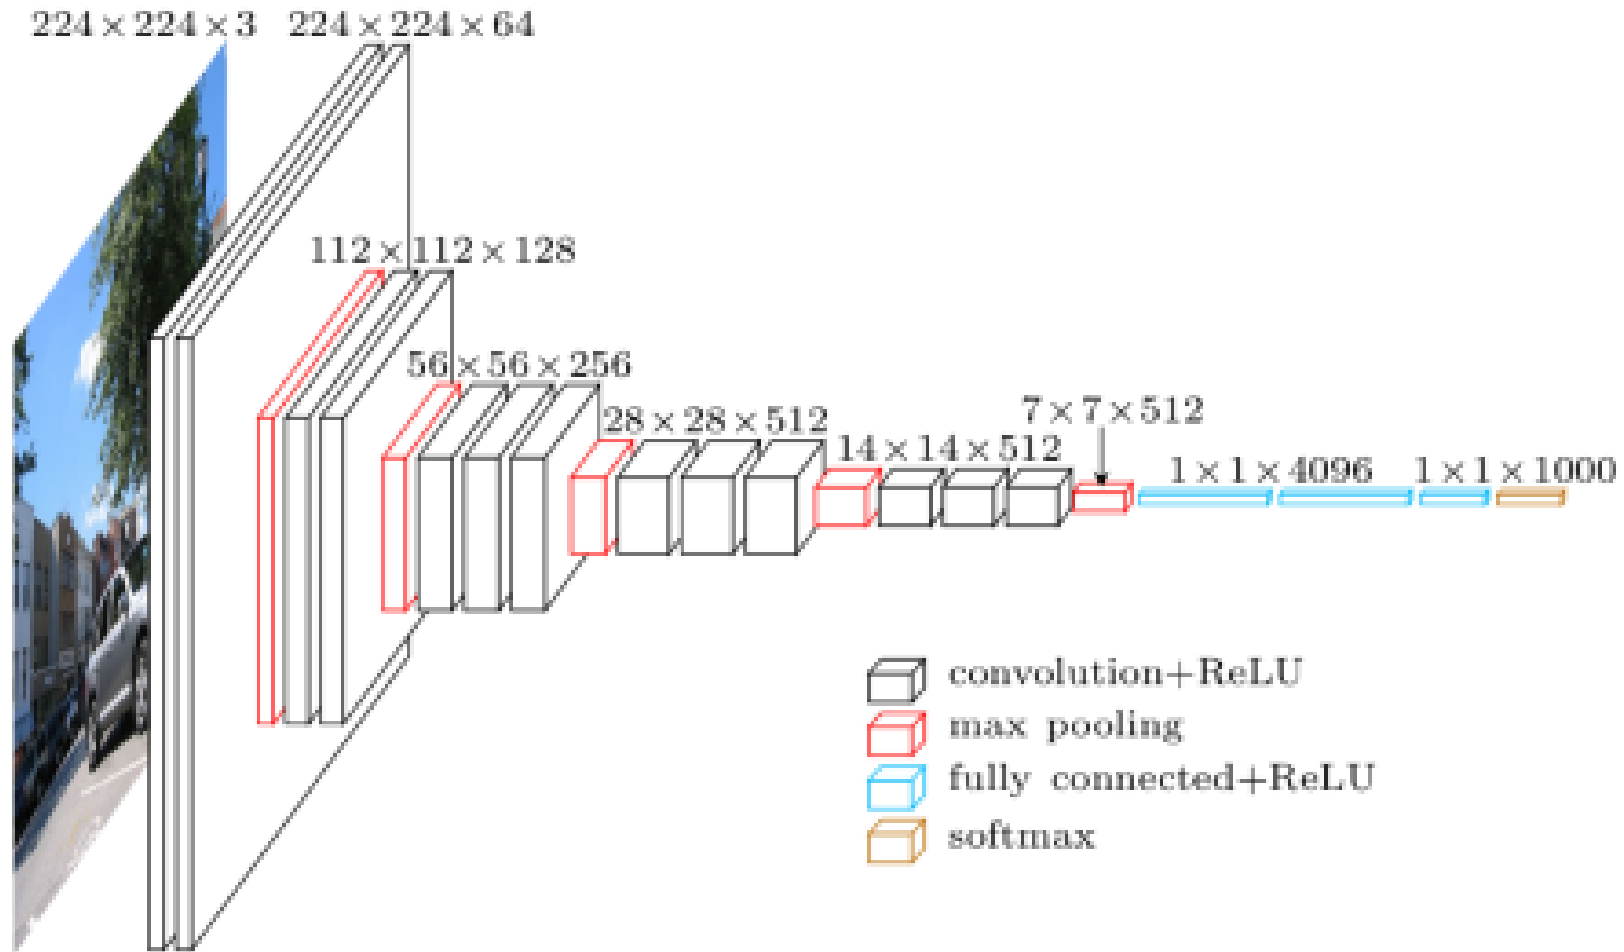 224 × 224 × 3
224 × 224 × 64
112 × 112 × 128
56 × 56 × 256
28 × 28 × 512
14 × 14 × 512
7 × 7 × 512
1 × 1 × 4096
1 × 1 × 1000
convolution+ReLU
max pooling
fully connected+ReLU
softmax